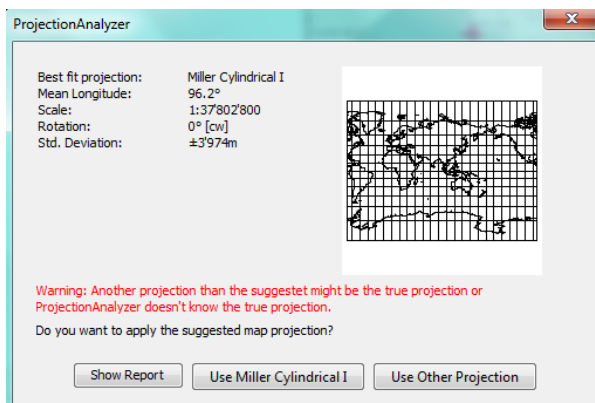 ProjectionAnalyzer
x
Best fit projection: Miller Cylindrical I
Mean Longitude: 96.2°
Scale: 1:37'802'800
Rotation: 0° [cw]
Std. Deviation: ±3'974m
Warning: Another projection than the suggestet might be the true projection or
ProjectionAnalyzer doesn't know the true projection.
Do you want to apply the suggested map projection?
Show Report Use Miller Cylindrical I Use Other Projection